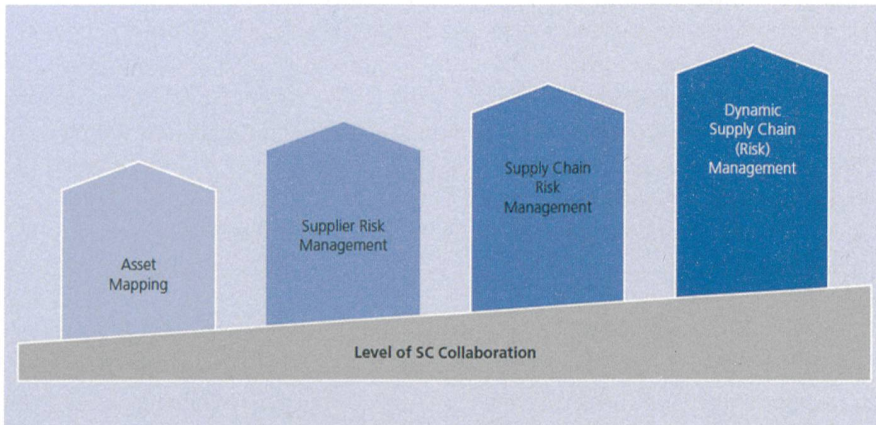 Asset
Mapping
Supplier Risk
Management
Supply Chain
Risk
Management
Dynamic
Supply Chain
(Risk)
Management
Level of SC Collaboration